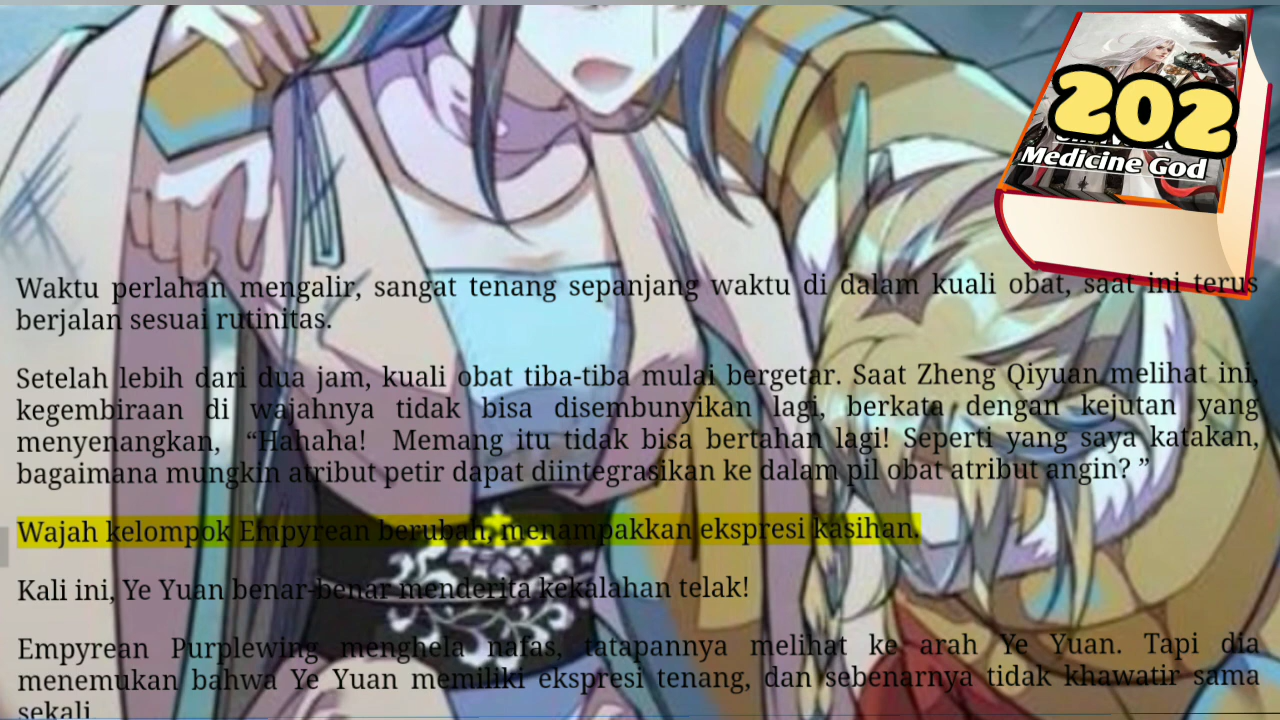 202
Medicine God
Waktu perlahan mengalir, sangat tenang sepanjang waktu di dalam kuali obat, saat ini terus
berjalan sesuai rutinitas.
Setelah lebih dari dua jam, kuali obat tiba-tiba mulai bergetar. Saat Zheng Qiyuan melihat ini,
kegembiraan di wajahnya tidak bisa disembunyikan lagi, berkata dengan kejutan yang
menyenangkan, “Hahaha! Memang itu tidak bisa bertahan lagi! Seperti yang saya katakan,
bagaimana mungkin atribut petir dapat diintegrasikan ke dalam pil obat atribut angin? ”
Wajah kelompok Empyrean berubah, menampakkan ekspresi kasihan.
Kali ini, Ye Yuan benar-benar menderita kekalahan telak!
Empyrean Purplewing menghela nafas, tatapannya melihat ke arah Ye Yuan. Tapi dia
menemukan bahwa Ye Yuan memiliki ekspresi tenang, dan sebenarnya tidak khawatir sama
sekali